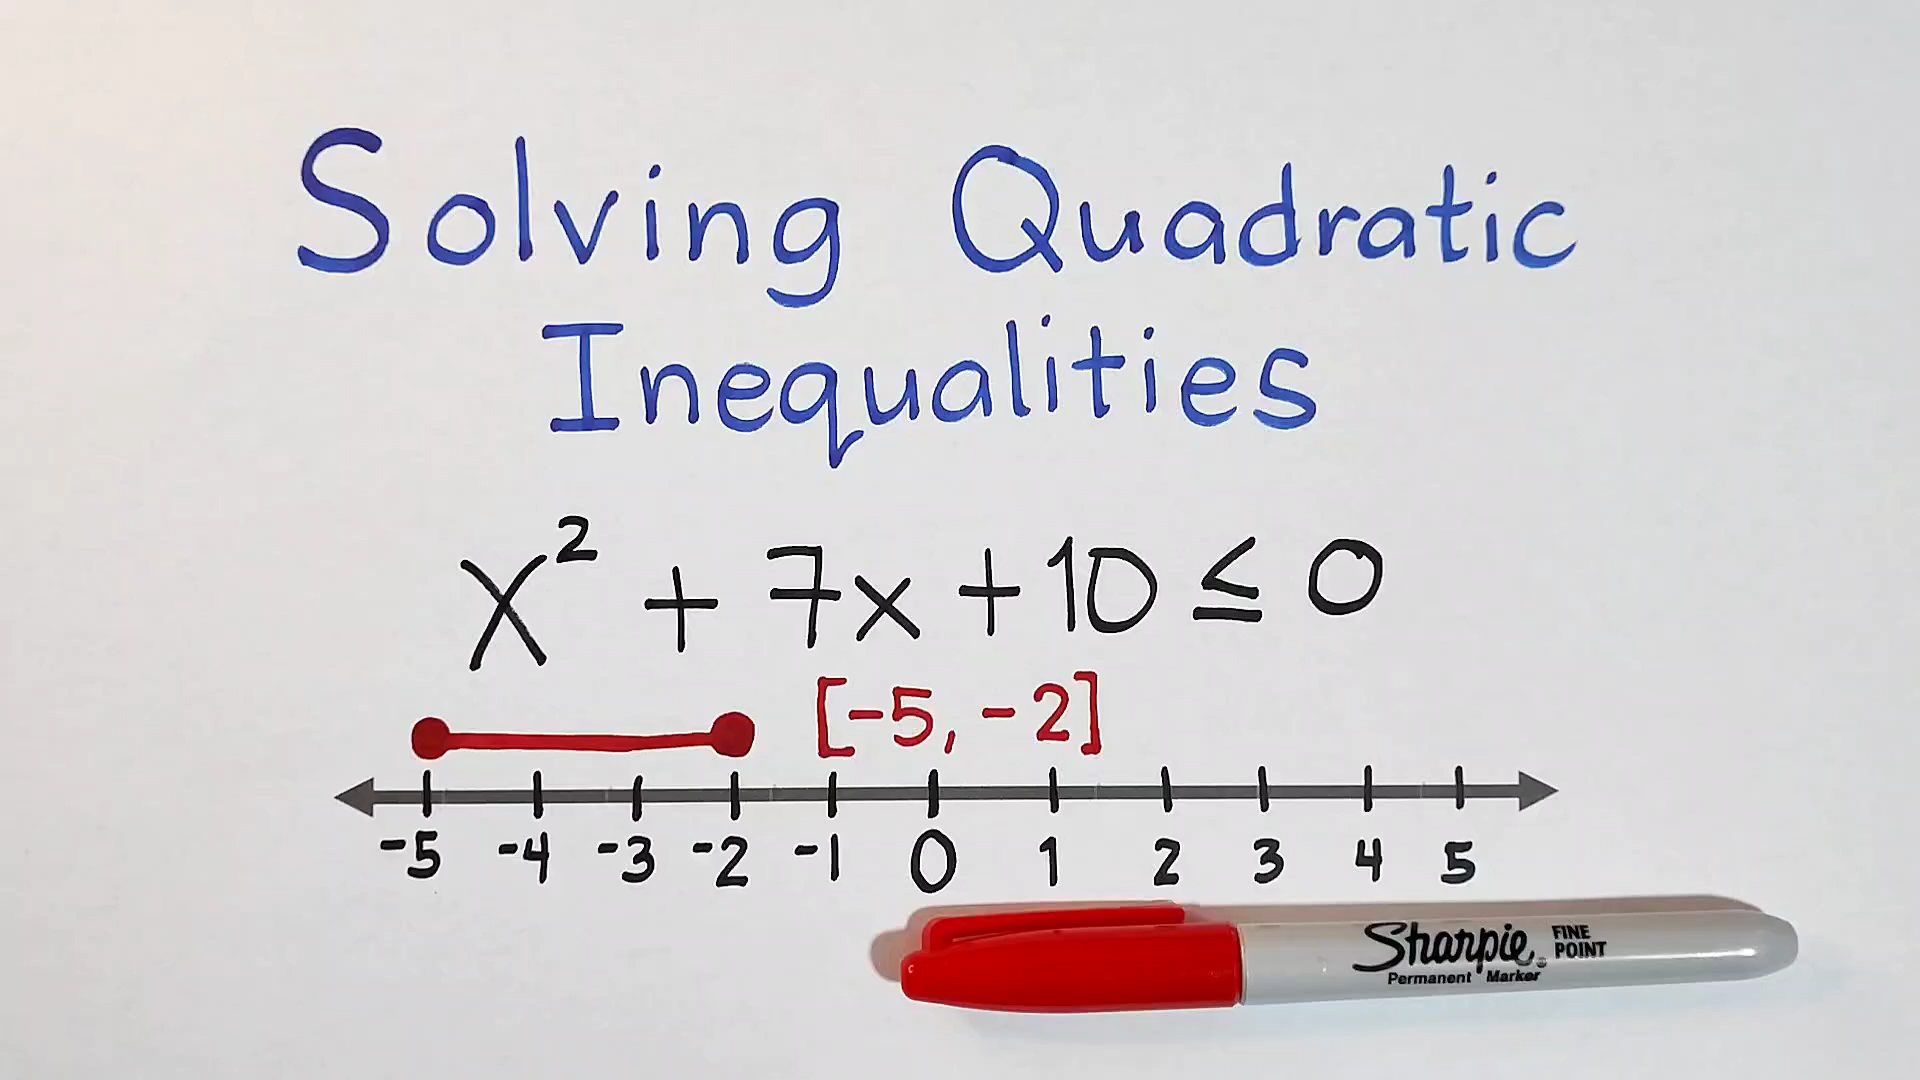 Solving Quadratic
Inequalities
x² + 7x + 10 ≤ 0
[-5, -2]
-5 -4 -3 -2 -1 0 1 2 3 4 5
Sharpie® FINE
POINT
Permanent Marker